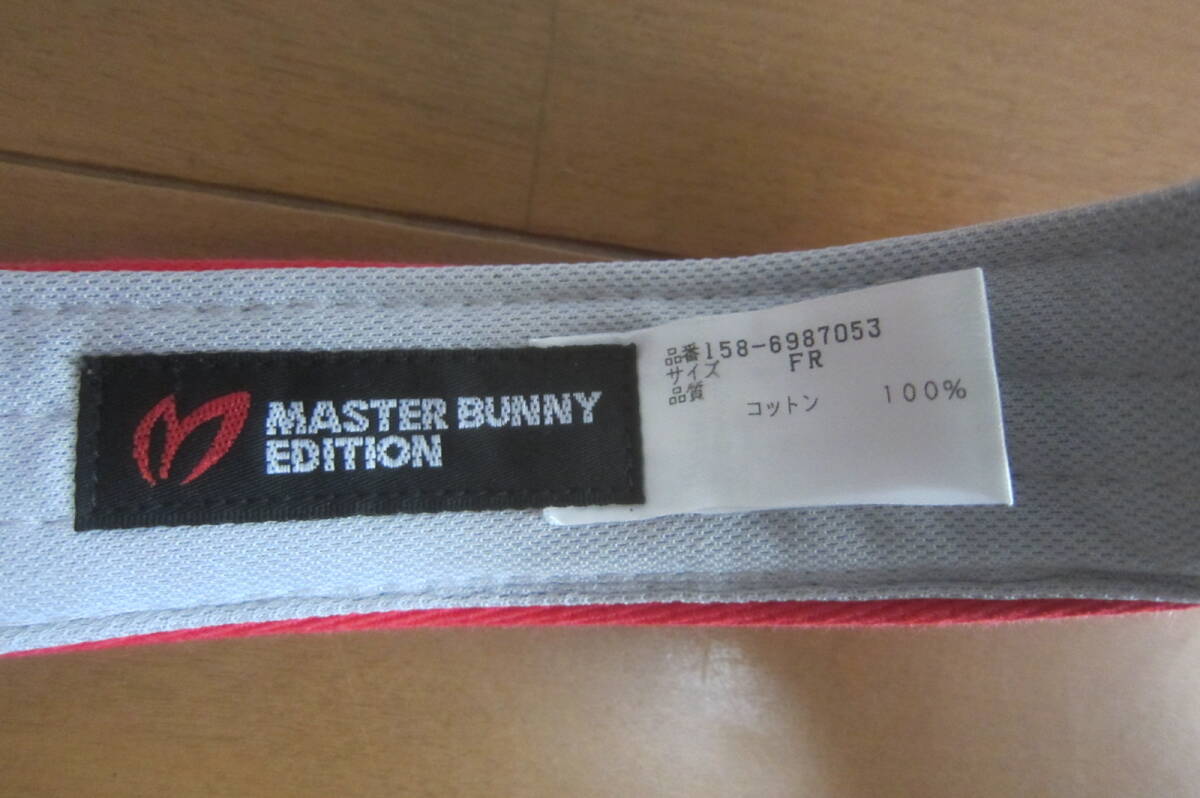 MASTER BUNNY
EDITION
品番158-6987053
サイズ FR
品質
コットン 100%